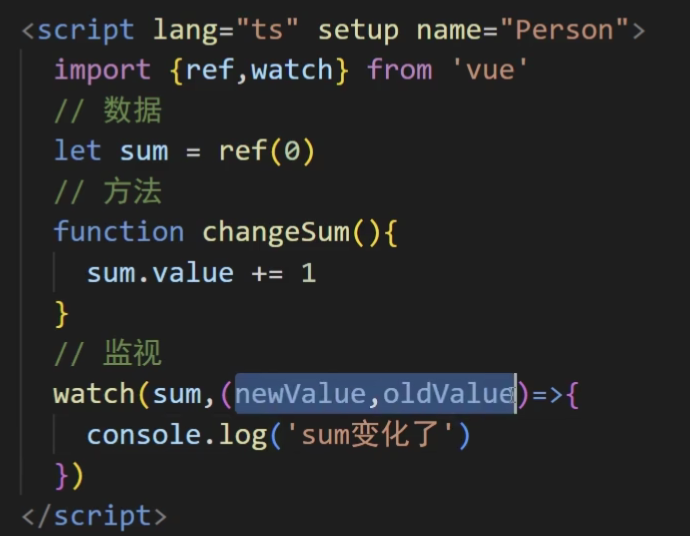 <script lang="ts" setup name="Person">
import {ref,watch} from 'vue'
// 数据
let sum = ref(0)
// 方法
function changeSum(){
sum.value += 1
}
// 监视
watch(sum,(newValue,oldValue)=>{
console.log('sum变化了')
})
</script>